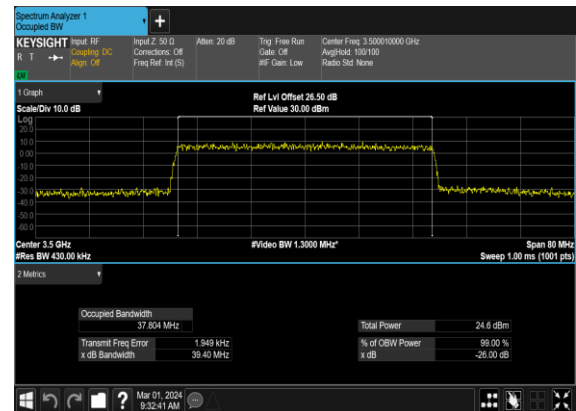 Spectrum Analyzer 1
Occupied BW
+
KEYSIGHT Input: RF Input Z: 50 Ω Atten: 20 dB Trig: Free Run Center Freq: 3.500010000 GHz
R T Coupling: DC Corrections: Off Gate: Off Avg|Hold: 100/100
Align: Off Freq Ref: Int (S) #IF Gain: Low Radio Std: None
1 Graph
Ref Lvl Offset 26.50 dB
Scale/Div 10.0 dB Ref Value 30.00 dBm
Log
20.0
10.0
0.00
-10.0
-20.0
-30.0
-40.0
-50.0
-60.0
Center 3.5 GHz #Video BW 1.3000 MHz* Span 80 MHz
#Res BW 430.00 kHz Sweep 1.00 ms (1001 pts)
2 Metrics
Occupied Bandwidth
37.804 MHz Total Power 24.6 dBm
Transmit Freq Error 1.949 kHz % of OBW Power 99.00 %
x dB Bandwidth 39.40 MHz x dB -26.00 dB
? Mar 01, 2024
9:32:41 AM